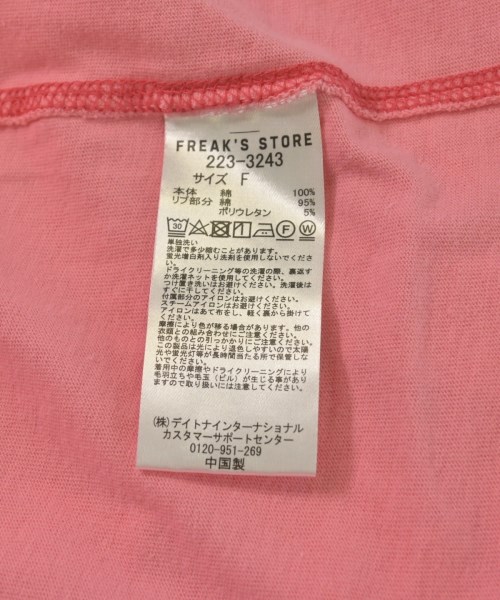 FREAK'S STORE
223-3243
サイズ F
本体 綿 100%
リブ部分 綿 95%
ポリウレタン 5%
30 F W
単独洗い
洗濯で多少縮むことがあります。
蛍光増白剤入り洗剤を使用しないでください。
ドライクリーニング等の洗濯の際、裏返す
か洗濯ネットを使用してください。
つけ置き洗いはお避けください。洗濯後は
すぐに干してください。
付属部分のアイロンはお避けください。
スチームアイロンはお避けください。
アイロンはあて布をし、軽く裏から掛けて
ください。
摩擦により色が移る場合があります。他の
衣類との組み合わせにご注意ください。
他のものとの引っかかりにご注意ください。
この製品は光により退色しやすいので太陽
光や蛍光灯等が長時間当たる所で保管しな
いでください。
着用中の摩擦やドライクリーニングにより
毛羽立ちや毛玉(ピル)が生じる事があり
ますので取り扱いには注意してください。
(株)デイトナインターナショナル
カスタマーサポートセンター
0120-951-269
中国製